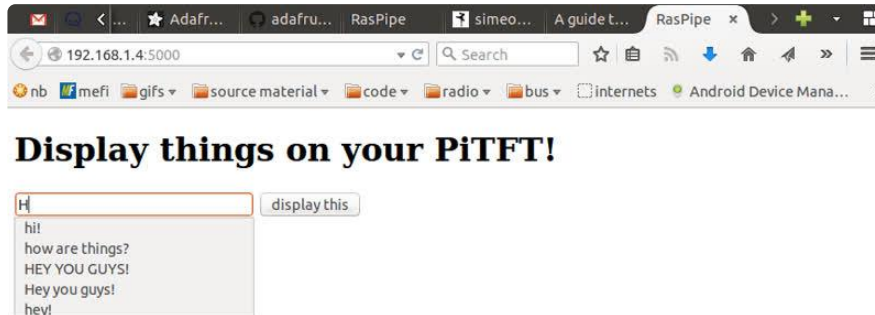 ... Adafr... adafru... RasPipe simeo... A guide t... RasPipe ×
192.168.1.4:5000 Search
nb mefi gifs source material code radio bus internets Android Device Mana...
Display things on your PiTFT!
H display this
hi!
how are things?
HEY YOU GUYS!
Hey you guys!
hey!